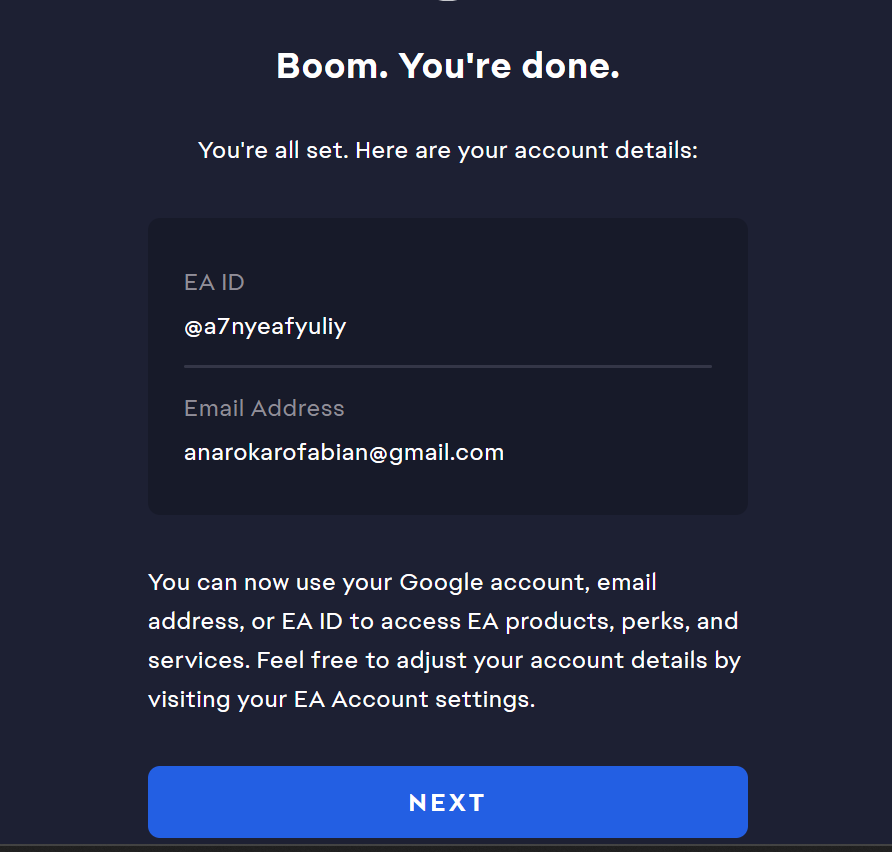 Boom. You're done.
You're all set. Here are your account details:
EA ID
@a7nyeafyuliy
Email Address
anarokarofabian@gmail.com
You can now use your Google account, email
address, or EA ID to access EA products, perks, and
services. Feel free to adjust your account details by
visiting your EA Account settings.
NEXT